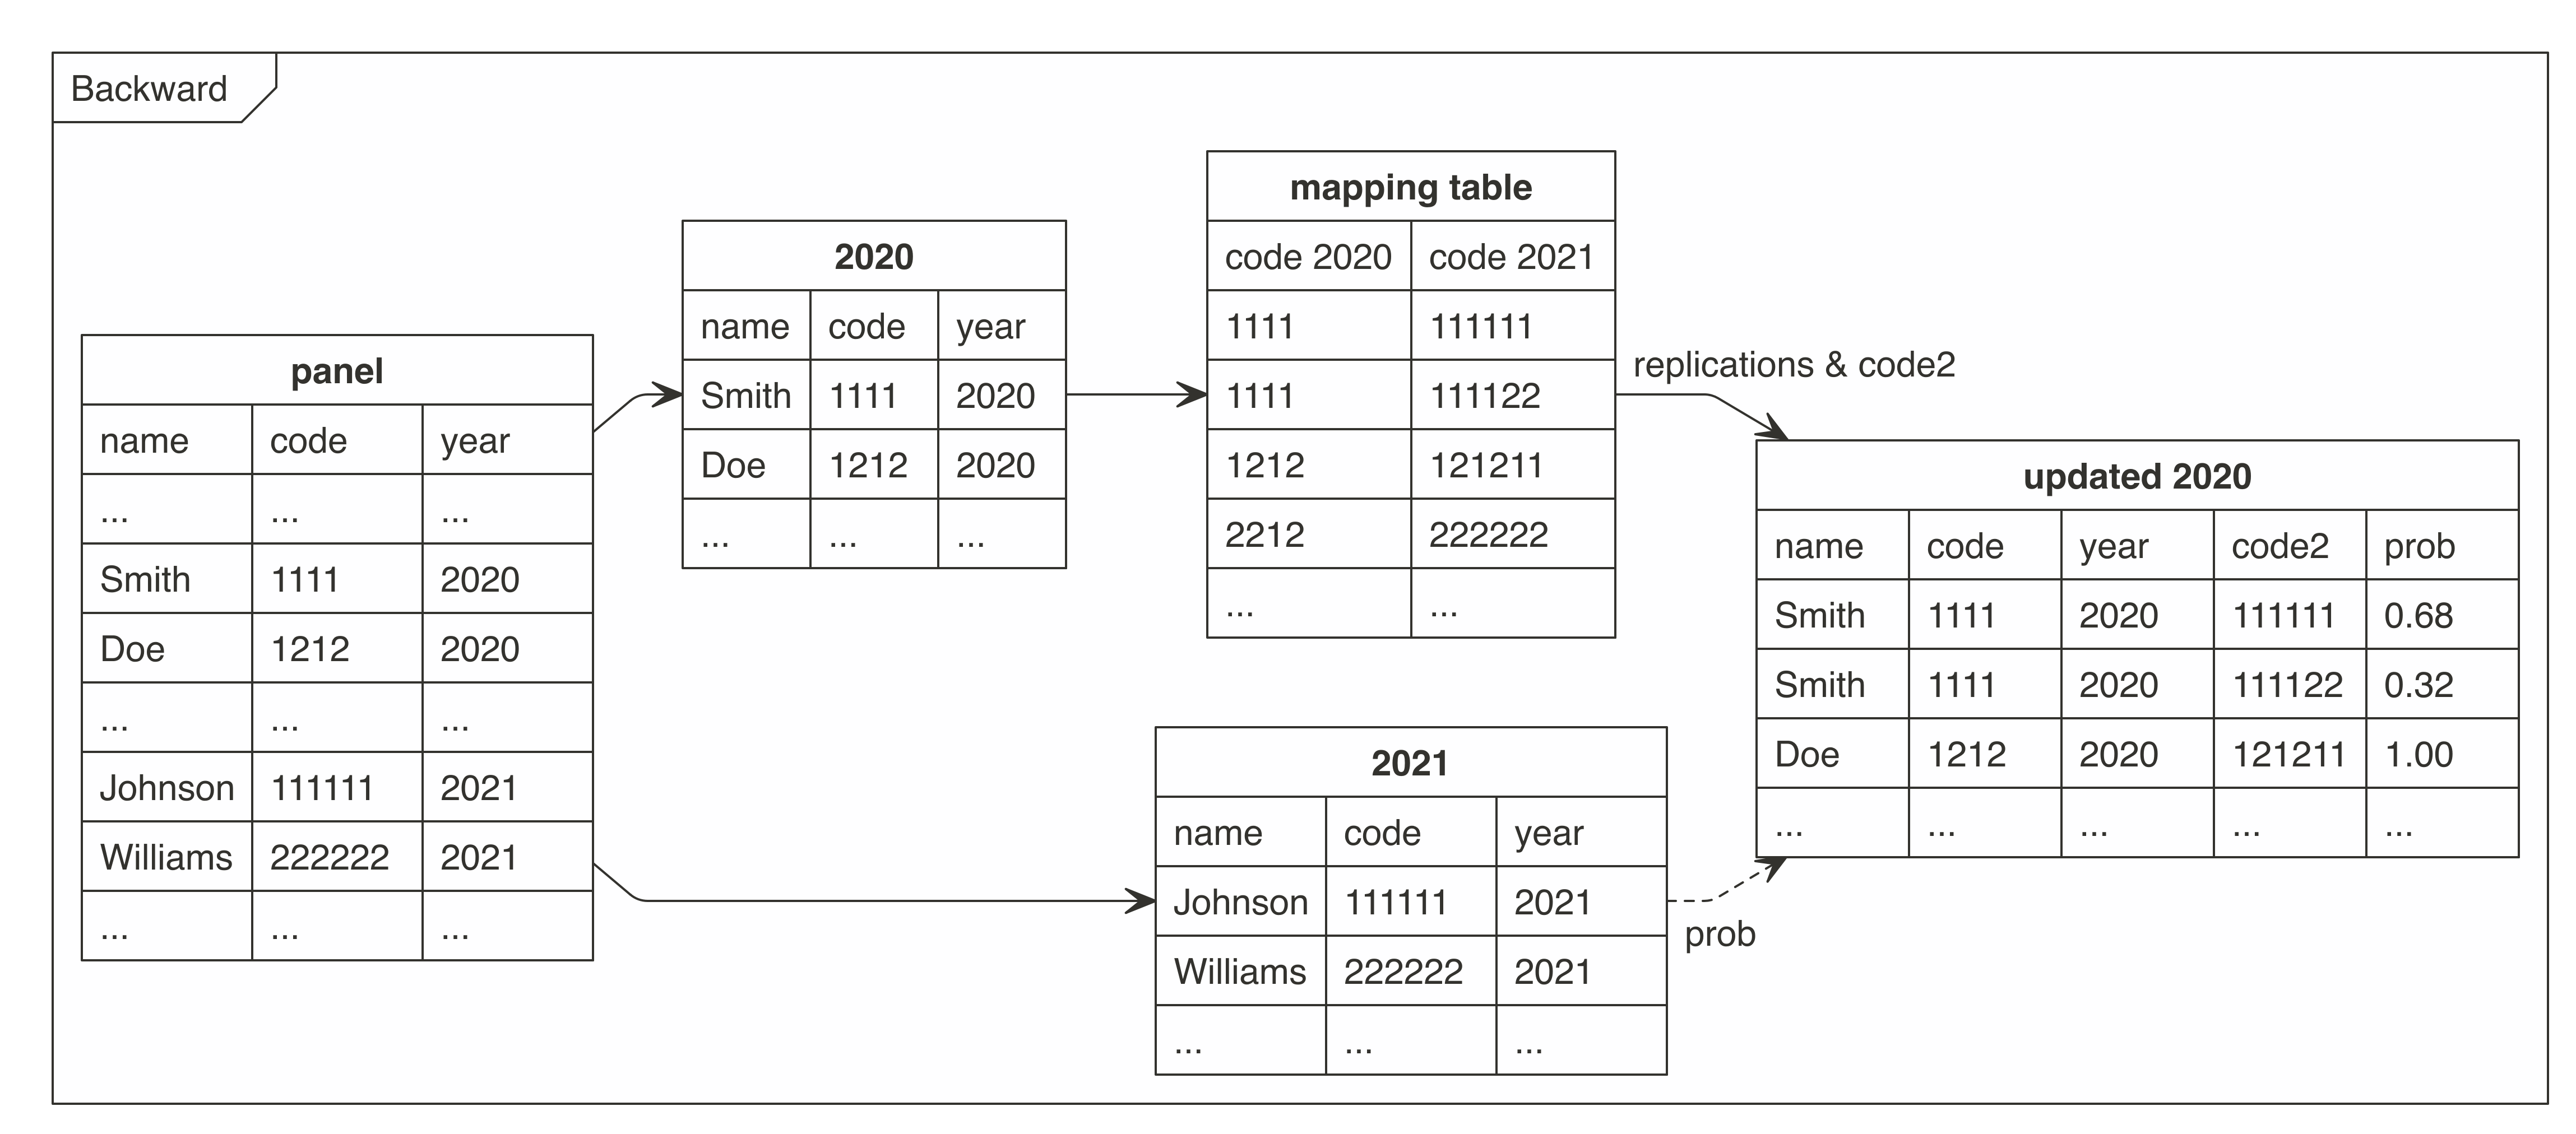 Backward
panel
name code year
... ... ...
Smith 1111 2020
Doe 1212 2020
... ... ...
Johnson 111111 2021
Williams 222222 2021
... ... ...
2020
name code year
Smith 1111 2020
Doe 1212 2020
... ... ...
mapping table
code 2020 code 2021
1111 111111
1111 111122
1212 121211
2212 222222
... ...
replications & code2
2021
name code year
Johnson 111111 2021
Williams 222222 2021
... ... ...
prob
updated 2020
name code year code2 prob
Smith 1111 2020 111111 0.68
Smith 1111 2020 111122 0.32
Doe 1212 2020 121211 1.00
... ... ... ... ...